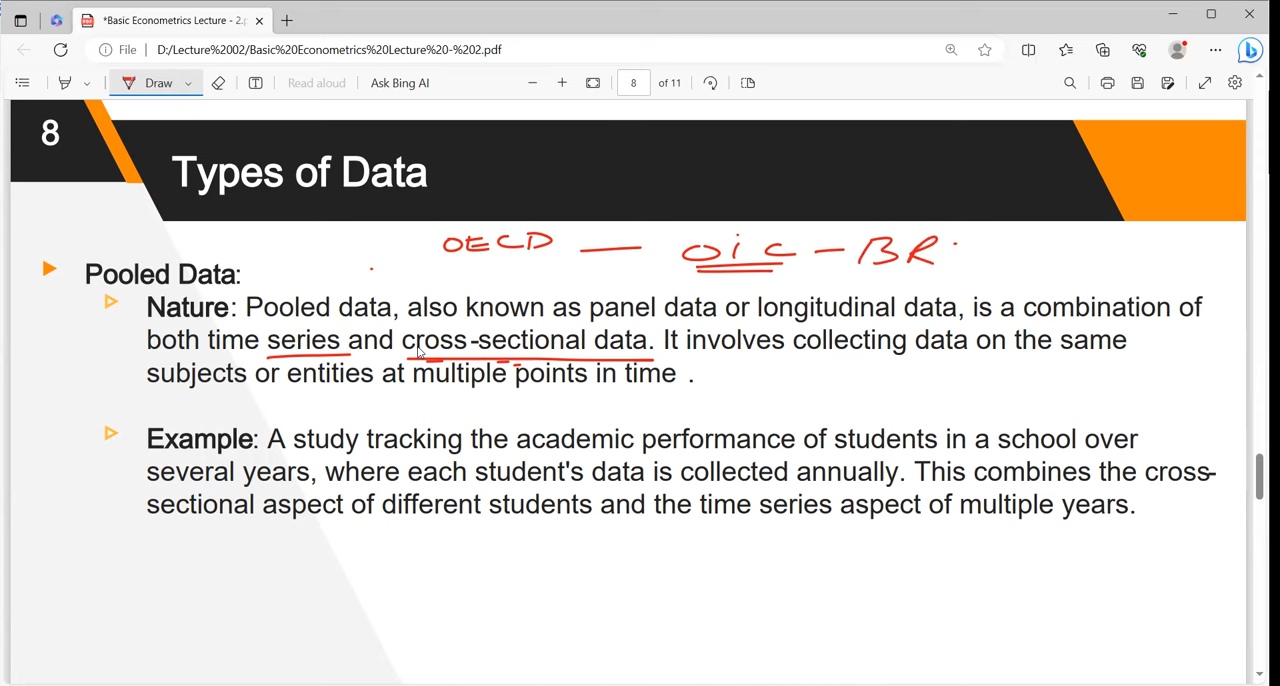 *Basic Econometrics Lecture - 2.p
File D:/Lecture%2002/Basic%20Econometrics%20Lecture%20-%202.pdf
Draw Read aloud Ask Bing AI 8 of 11
8
Types of Data
OECD — OiC - BR
Pooled Data:
Nature: Pooled data, also known as panel data or longitudinal data, is a combination of
both time series and cross-sectional data. It involves collecting data on the same
subjects or entities at multiple points in time .
Example: A study tracking the academic performance of students in a school over
several years, where each student's data is collected annually. This combines the cross-
sectional aspect of different students and the time series aspect of multiple years.